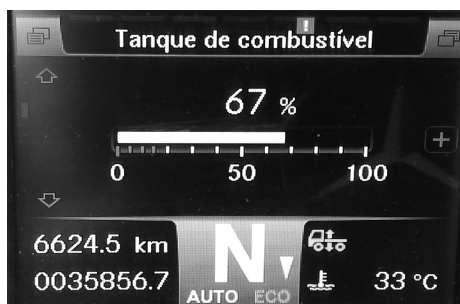 !
Tanque de combustível
67 %
0 50 100
6624.5 km
0035856.7
N
AUTO ECO
33 °C